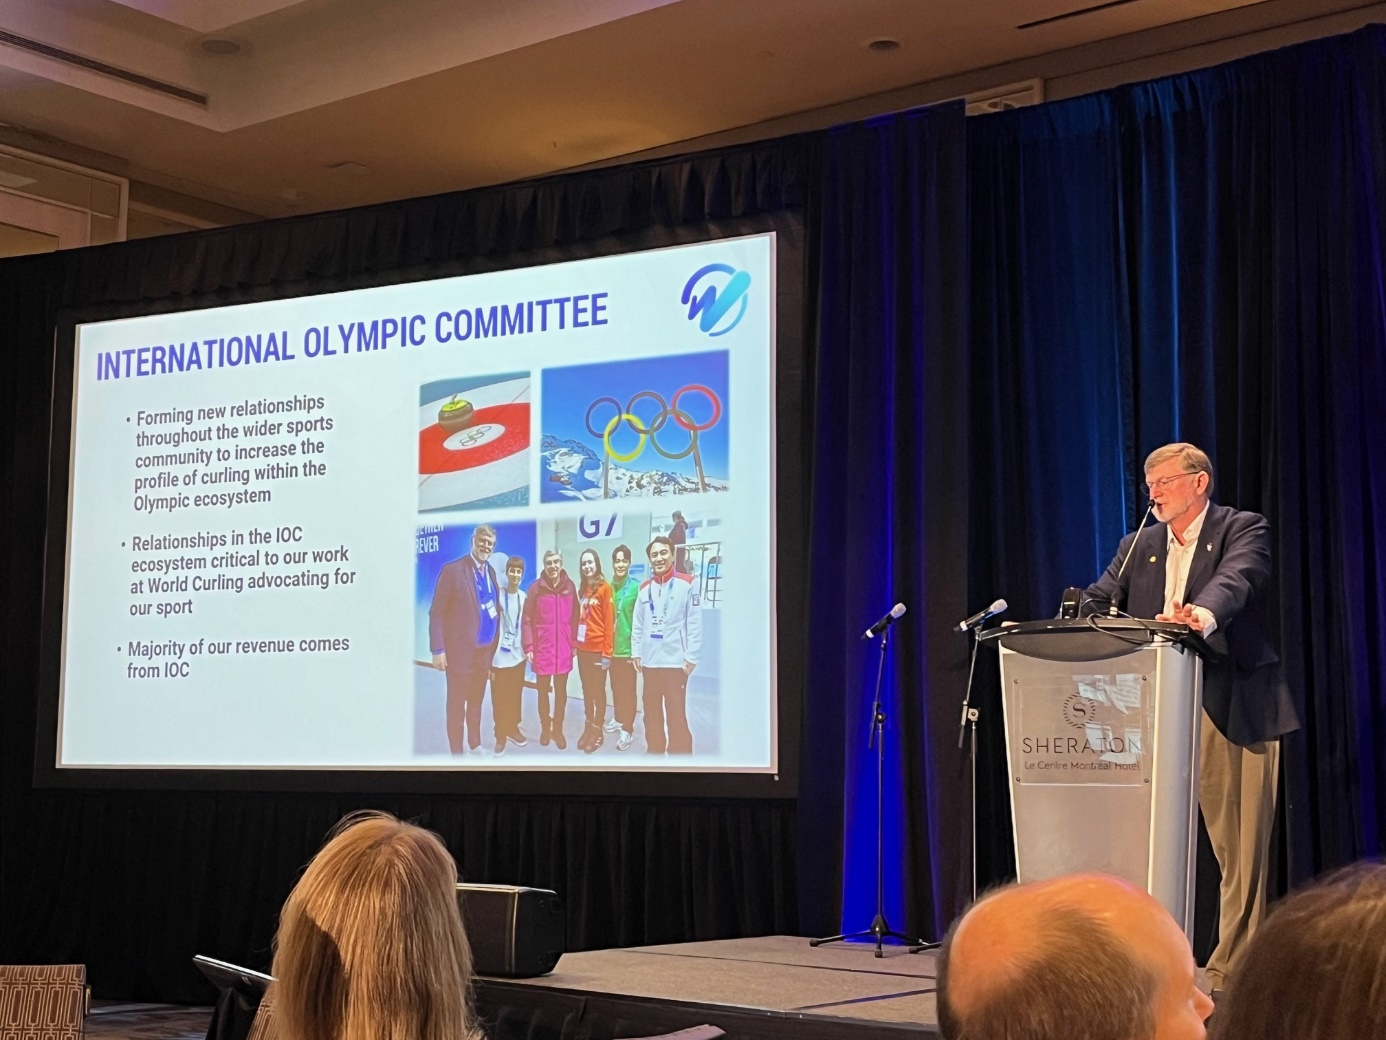 INTERNATIONAL OLYMPIC COMMITTEE
• Forming new relationships
throughout the wider sports
community to increase the
profile of curling within the
Olympic ecosystem
• Relationships in the IOC
ecosystem critical to our work
at World Curling advocating for
our sport
• Majority of our revenue comes
from IOC
G7
S
SHERATON
Le Centre Montréal Hotel